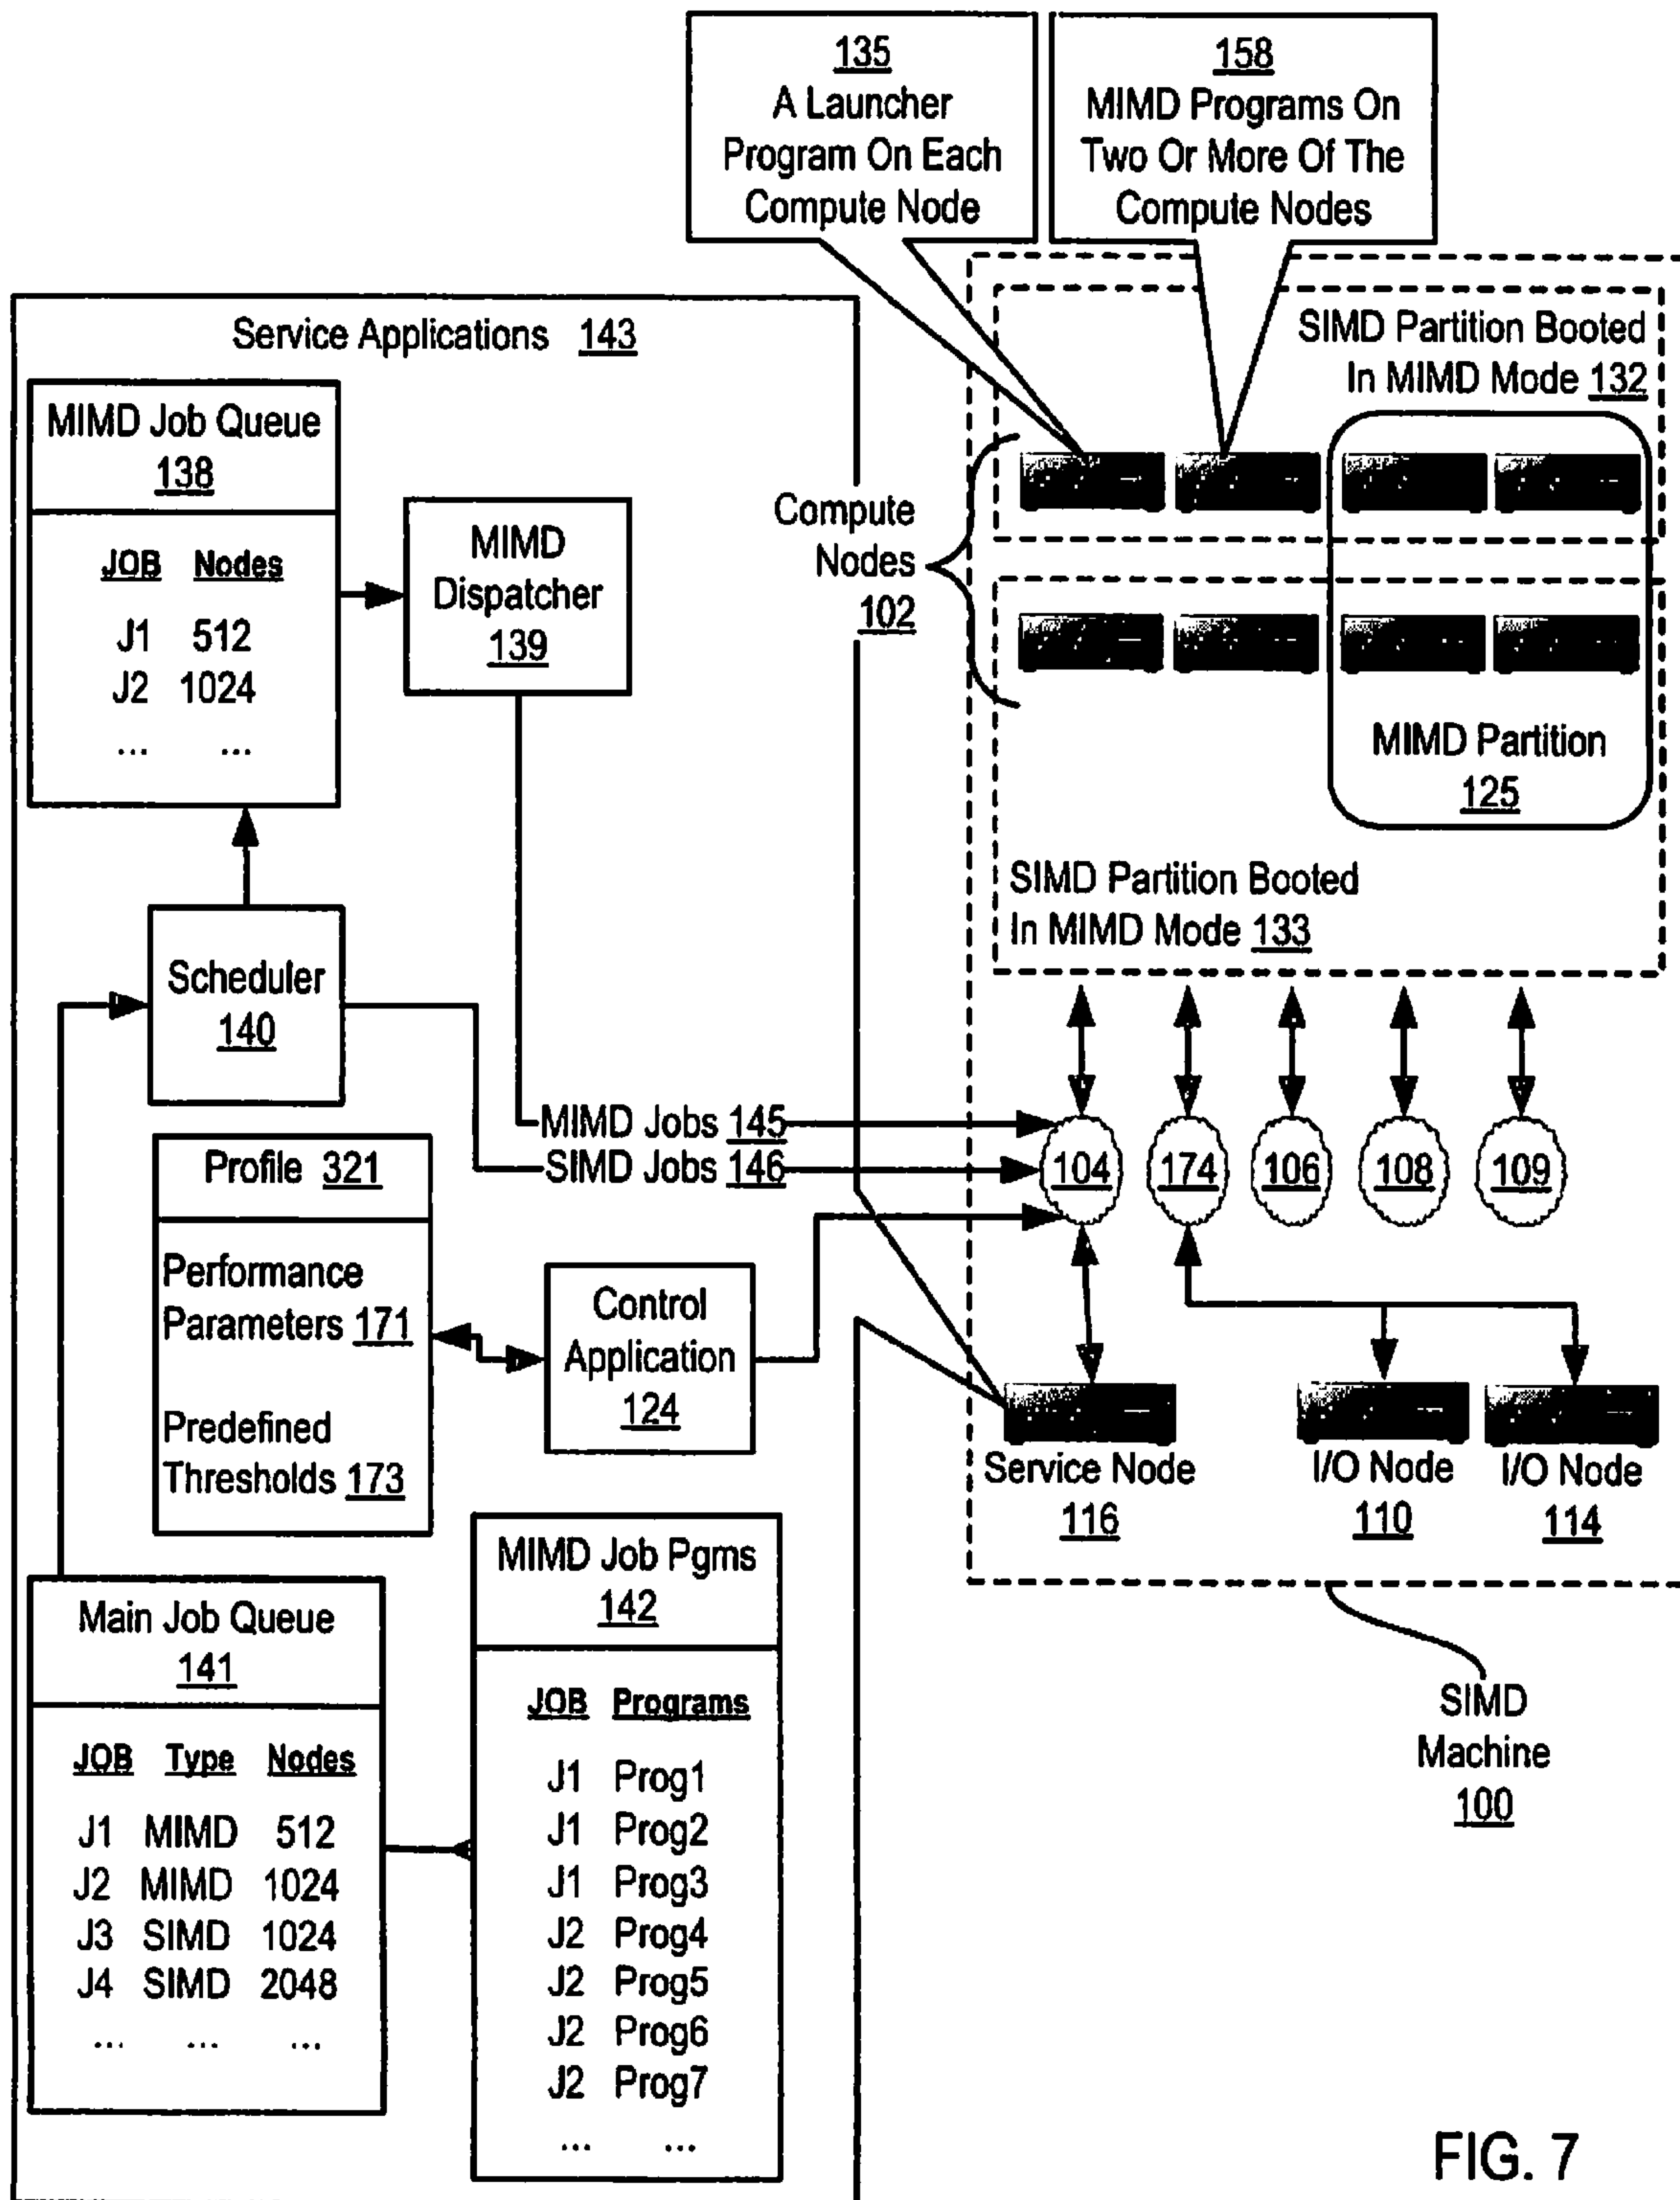 135
A Launcher
Program On Each
Compute Node
158
MIMD Programs On
Two Or More Of The
Compute Nodes
Service Applications 143
MIMD Job Queue
138
JOB Nodes
J1 512
J2 1024
... ...
MIMD
Dispatcher
139
Scheduler
140
MIMD Jobs 145
SIMD Jobs 146
Profile 321
Performance
Parameters 171
Predefined
Thresholds 173
Control
Application
124
Main Job Queue
141
JOB Type Nodes
J1 MIMD 512
J2 MIMD 1024
J3 SIMD 1024
J4 SIMD 2048
... ... ...
MIMD Job Pgms
142
JOB Programs
J1 Prog1
J1 Prog2
J1 Prog3
J2 Prog4
J2 Prog5
J2 Prog6
J2 Prog7
... ...
SIMD Partition Booted
In MIMD Mode 132
Compute
Nodes
102
MIMD Partition
125
SIMD Partition Booted
In MIMD Mode 133
104 174 106 108 109
Service Node
116
I/O Node
110
I/O Node
114
SIMD
Machine
100
FIG. 7